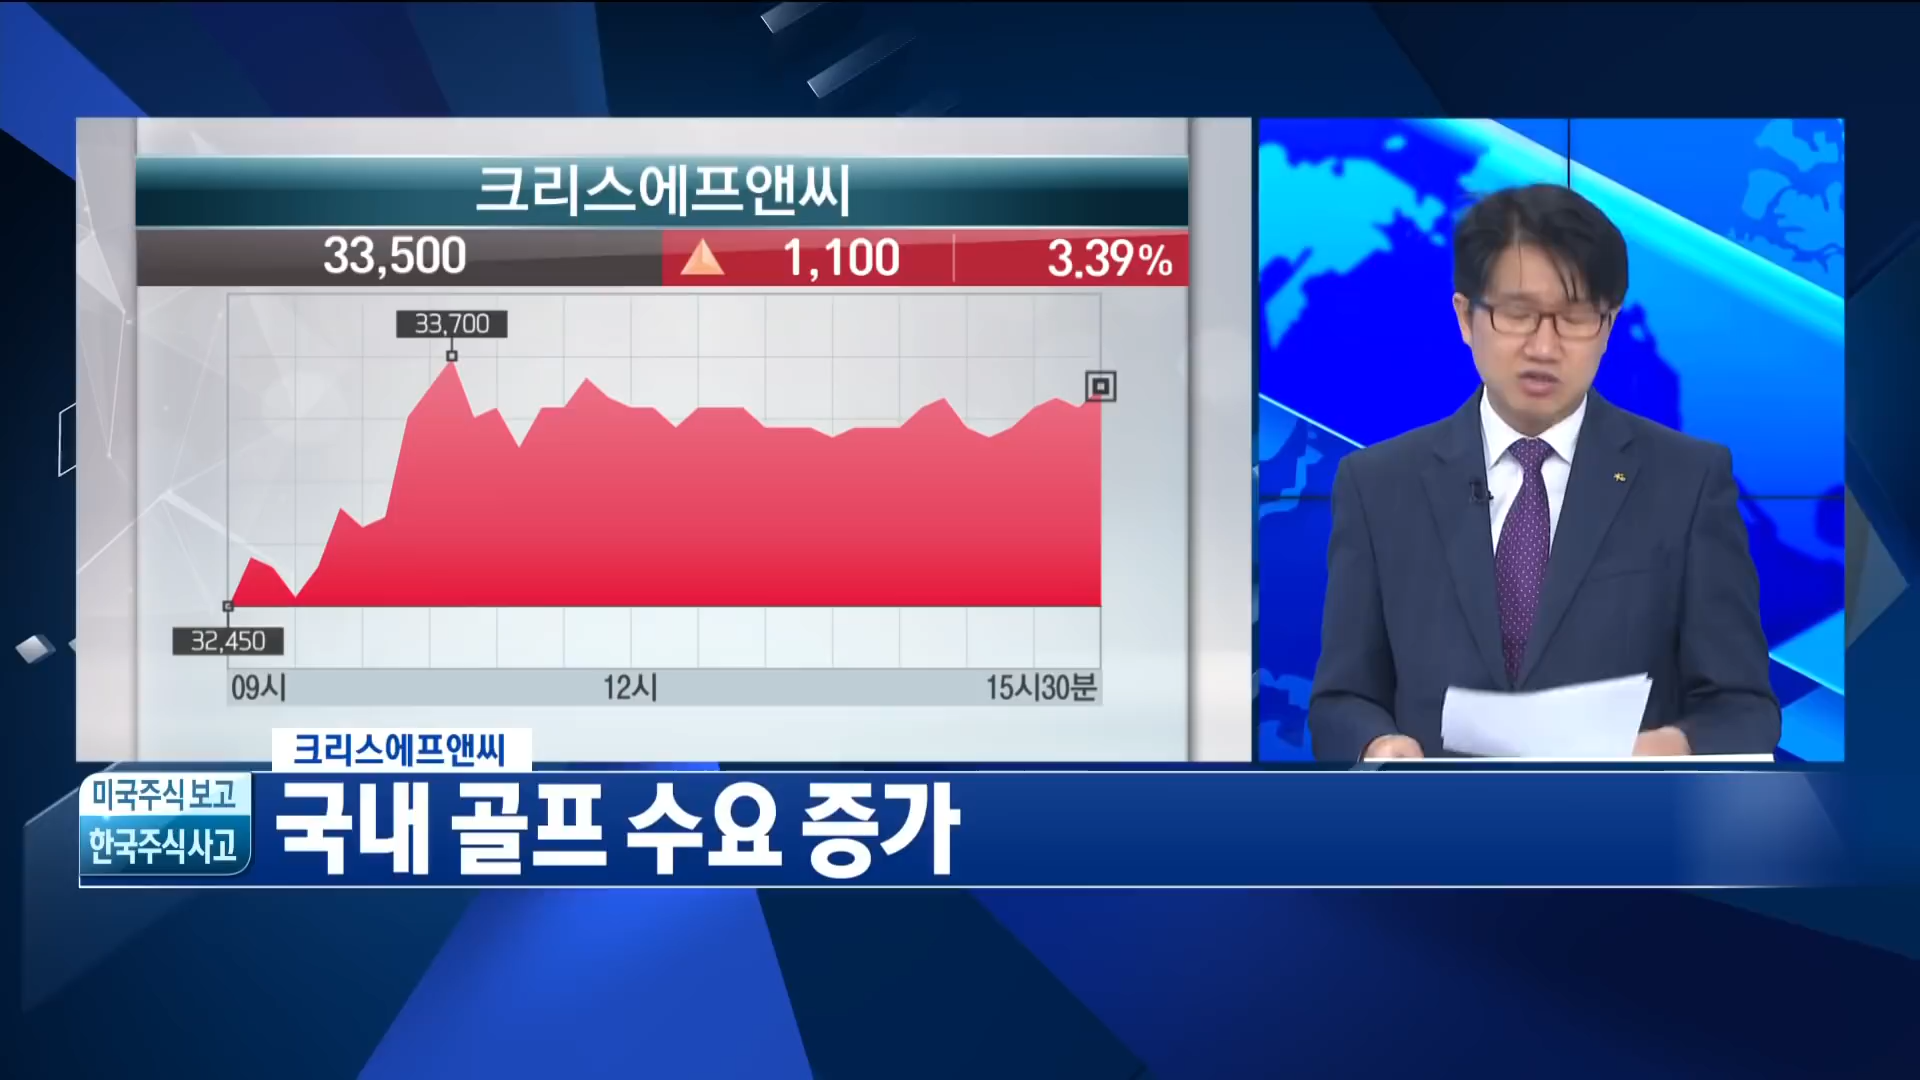 크리스에프앤씨
33,500 1,100 3.39%
33,700
32,450
09시 12시 15시30분
크리스에프앤씨
미국주식 보고
한국주식 사고
국내 골프 수요 증가